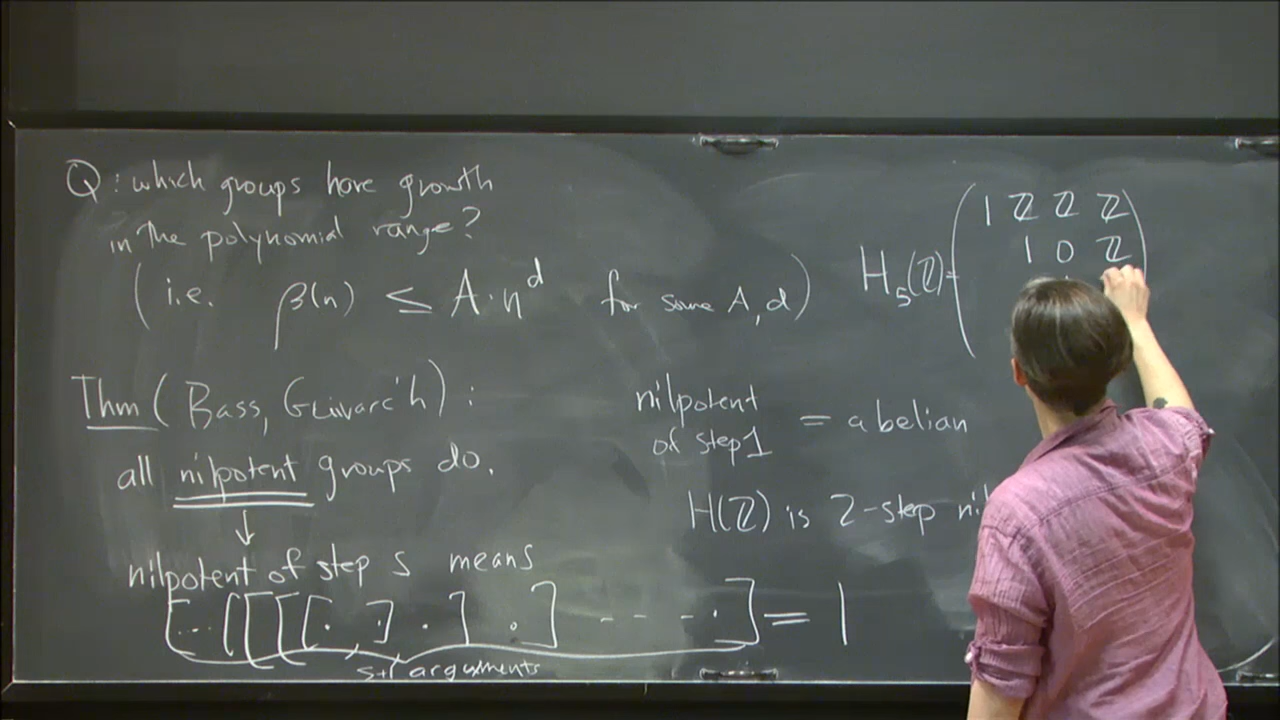 Q: which groups have growth
in the polynomial range?
(i.e. β(n) ≤ A·n^d for some A, d)
Thm (Bass, Guivarc'h):
all nilpotent groups do.
↓
nilpotent of step s means
[...[[[[·, ]·]·]---·] = 1
s+1 arguments
H₅(ℤ)=
1 ℤ ℤ ℤ
1 0 ℤ
nilpotent
of step 1 = abelian
H(ℤ) is 2-step